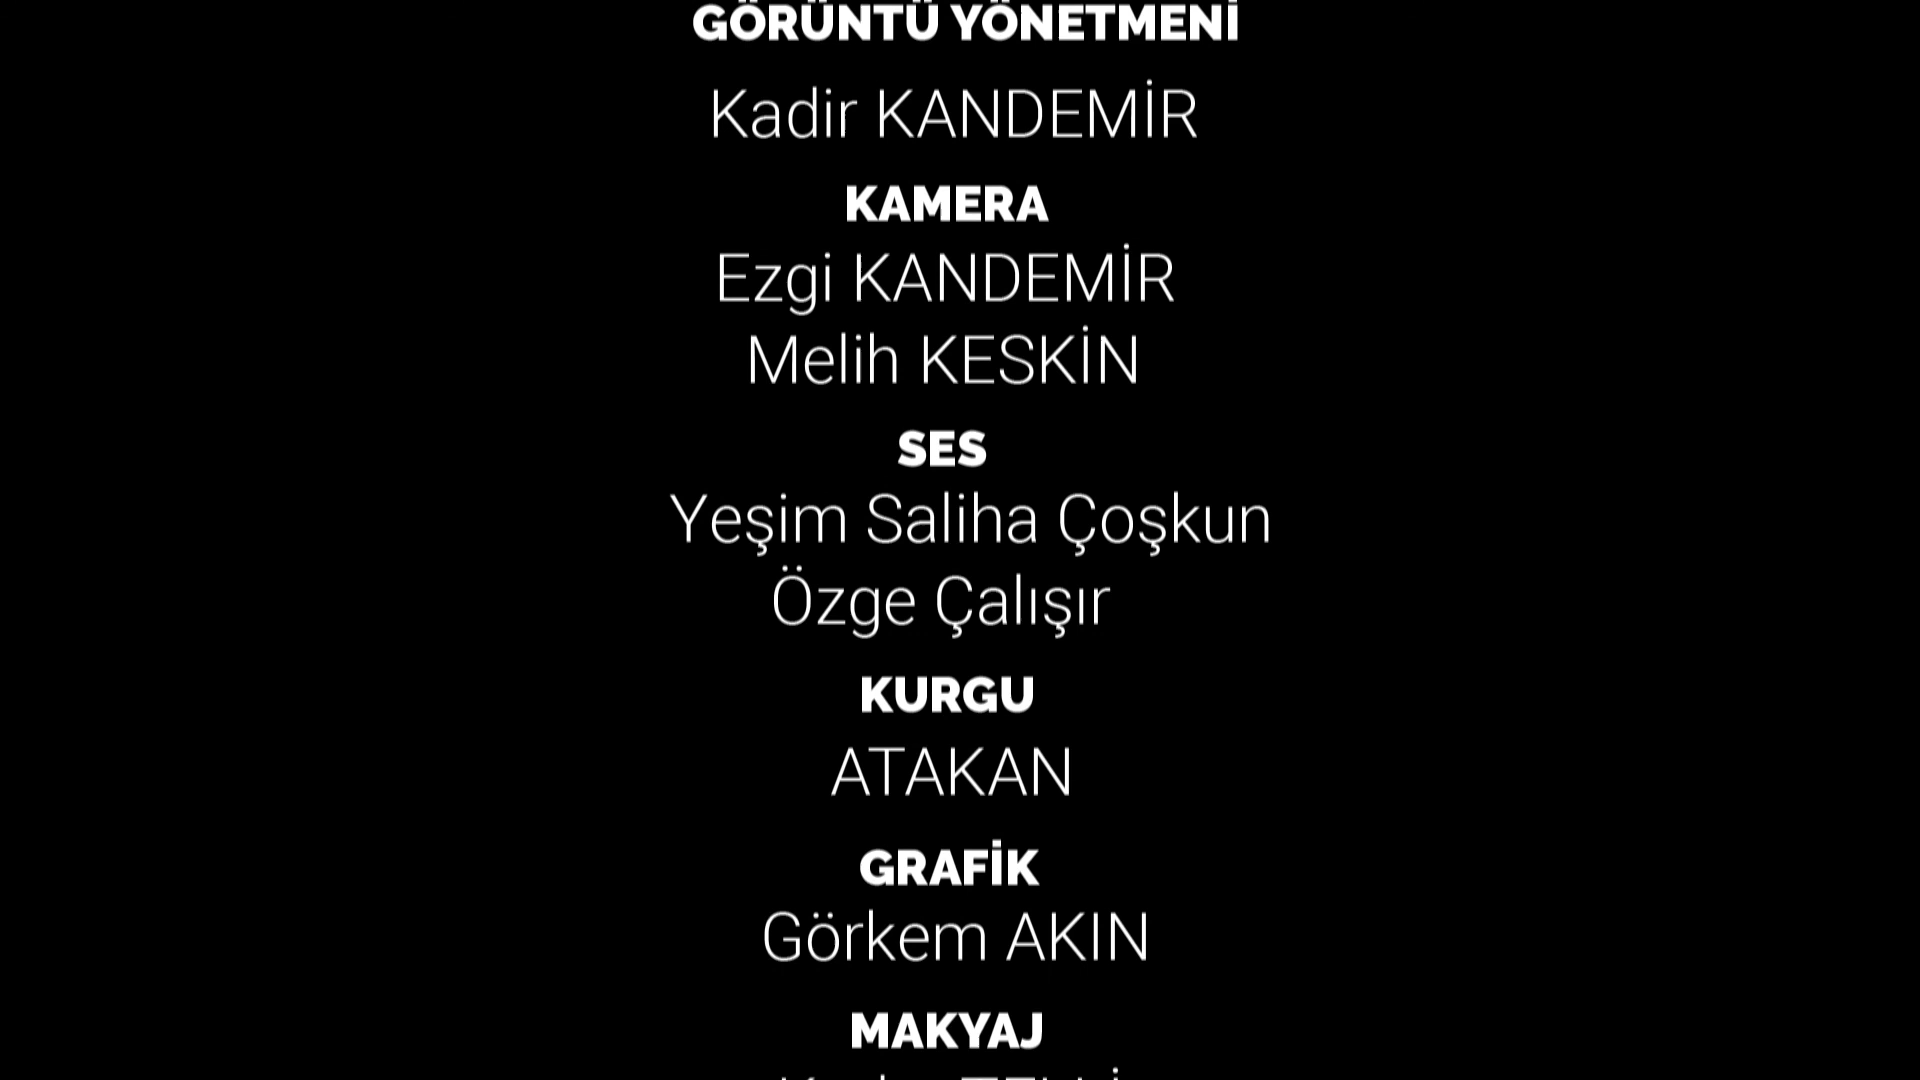 GÖRÜNTÜ YÖNETMENİ
Kadir KANDEMİR
KAMERA
Ezgi KANDEMİR
Melih KESKİN
SES
Yeşim Saliha Çoşkun
Özge Çalışır
KURGU
ATAKAN
GRAFİK
Görkem AKIN
MAKYAJ